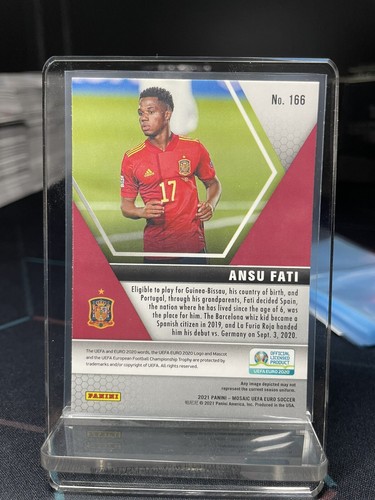 No. 166
17
ANSU FATI
Eligible to play for Guinea-Bissau, his country of birth, and
Portugal, through his grandparents, Fati decided Spain,
the nation where he has lived since the age of 6, was
the place for him. The Barcelona whiz kid became a
Spanish citizen in 2019, and La Furia Roja handed
him his debut vs. Germany on Sept. 3, 2020.
The UEFA and EURO 2020 words, the UEFA EURO 2020 Logo and Mascot
and the UEFA European Football Championship Trophy are protected by
trademarks and/or copyright of UEFA. All rights reserved.
OFFICIAL
LICENSED
PRODUCT
UEFA EURO 2020
Any image depicted may not
represent the current season uniform.
PANINI
2021 PANINI – MOSAIC UEFA EURO SOCCER
© 2021 Panini America, Inc. Produced in the USA.